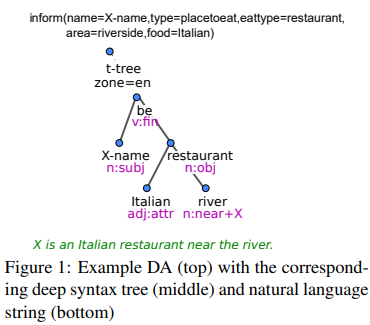 inform(name=X-name,type=placetoeat,eattype=restaurant,
area=riverside,food=Italian)
t-tree
zone=en
be
v:fin
X-name restaurant
n:subj n:obj
Italian river
adj:attr n:near+X
X is an Italian restaurant near the river.
Figure 1: Example DA (top) with the correspond-
ing deep syntax tree (middle) and natural language
string (bottom)